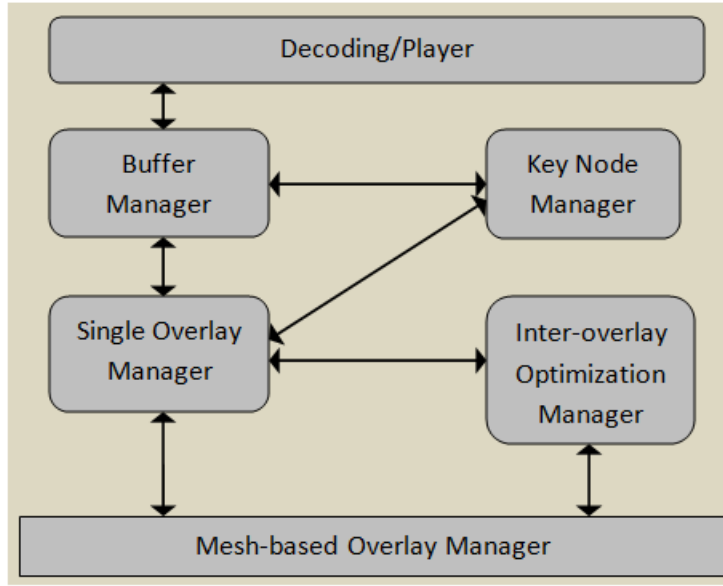 Decoding/Player
Buffer
Manager
Key Node
Manager
Single Overlay
Manager
Inter-overlay
Optimization
Manager
Mesh-based Overlay Manager